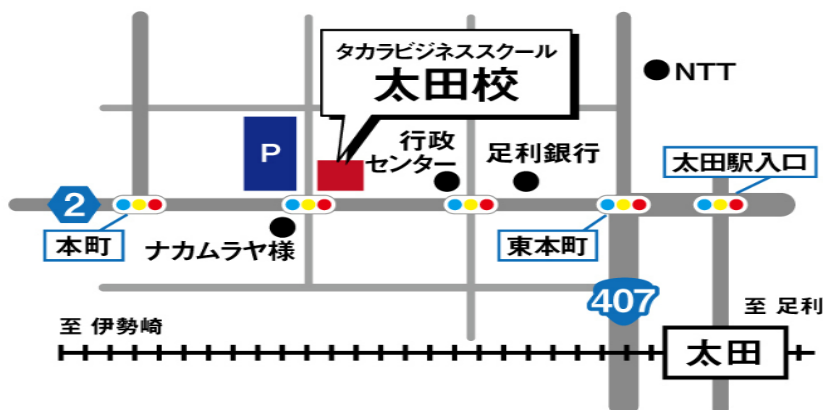 タカラビジネススクール
太田校
NTT
P
行政
センター
足利銀行
太田駅入口
2
本町
ナカムラヤ様
東本町
407
至 伊勢崎
至 足利
太田